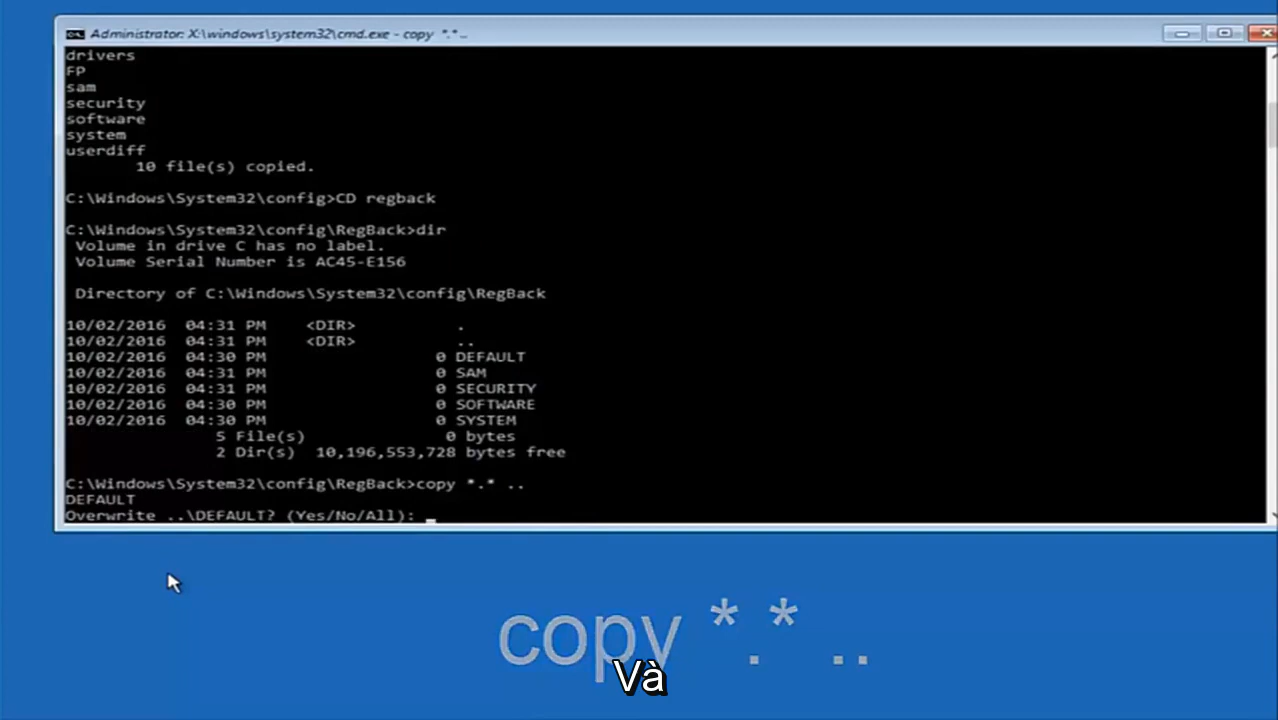 Administrator: X:\windows\system32\cmd.exe - copy *.* ..
drivers
FP
sam
security
software
system
userdiff
10 file(s) copied.
C:\Windows\System32\config>CD regback
C:\Windows\System32\config\RegBack>dir
Volume in drive C has no label.
Volume Serial Number is AC45-E156
Directory of C:\Windows\System32\config\RegBack
10/02/2016 04:31 PM <DIR> .
10/02/2016 04:31 PM <DIR> ..
10/02/2016 04:30 PM 0 DEFAULT
10/02/2016 04:31 PM 0 SAM
10/02/2016 04:31 PM 0 SECURITY
10/02/2016 04:30 PM 0 SOFTWARE
10/02/2016 04:30 PM 0 SYSTEM
5 File(s) 0 bytes
2 Dir(s) 10,196,553,728 bytes free
C:\Windows\System32\config\RegBack>copy *.* ..
DEFAULT
Overwrite ..\DEFAULT? (Yes/No/All): _
copy *.* ..
Và